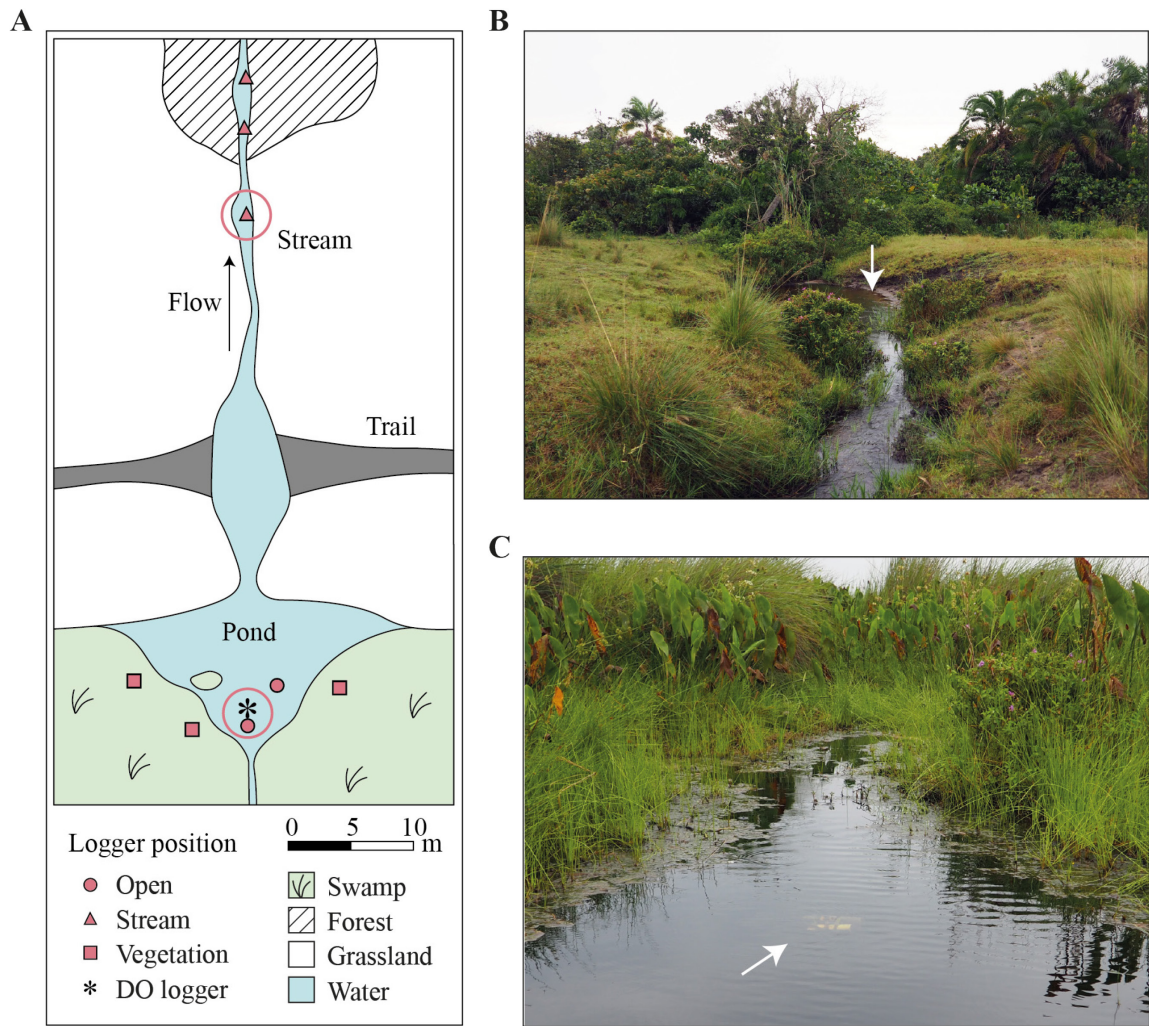 A
Stream
Flow
Trail
Pond
*
Logger position
Open
Stream
Vegetation
* DO logger
0 5 10
m
Swamp
Forest
Grassland
Water
B
C